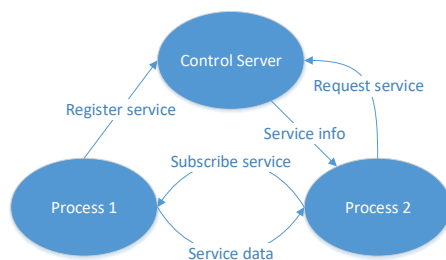 Control Server
Register service
Request service
Service info
Subscribe service
Process 1
Process 2
Service data